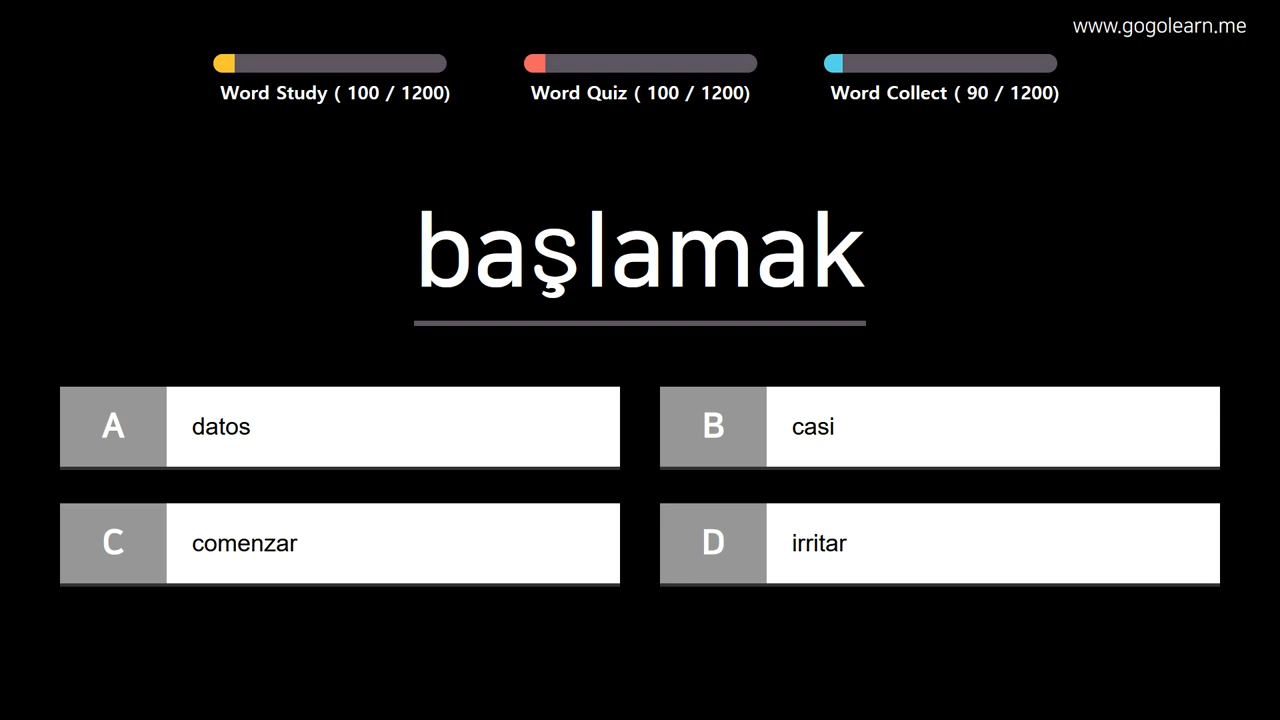 www.gogolearn.me
Word Study ( 100 / 1200)
Word Quiz ( 100 / 1200)
Word Collect ( 90 / 1200)
başlamak
A datos
B casi
C comenzar
D irritar